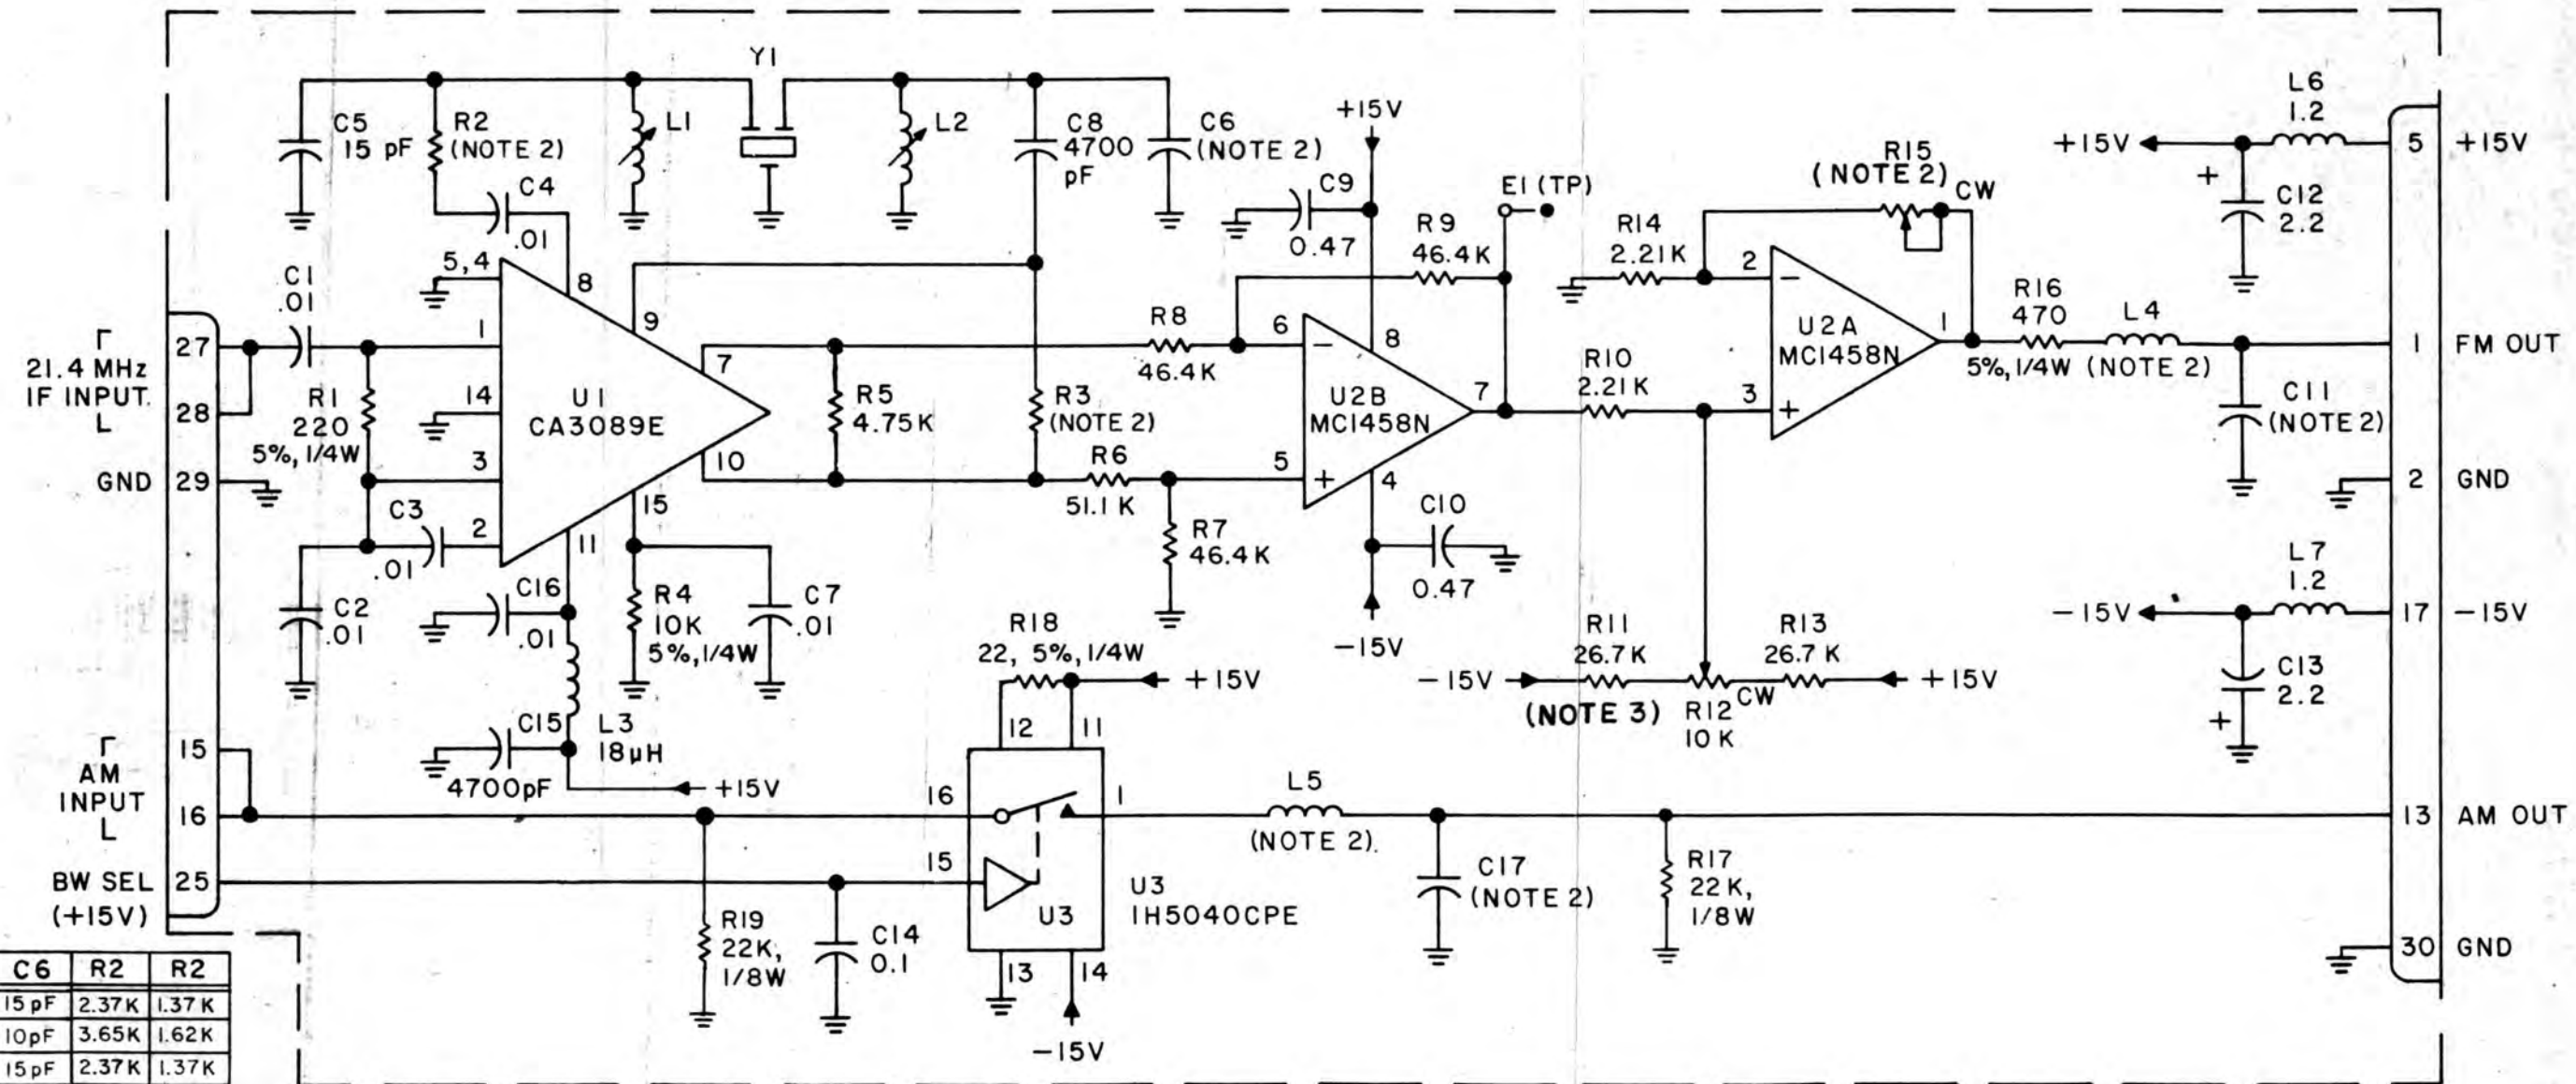 Y1
C5
15 pF
R2
(NOTE 2)
L1
L2
C8
4700
pF
C6
(NOTE 2)
C4
.01
+15V
C9
0.47
R9
46.4K
E1 (TP)
R15
(NOTE 2)
CW
R14
2.21K
L6
1.2
+15V
5
+15V
+
C12
2.2
C1
.01
5,4
8
1
9
14
3
2
7
10
15
11
U1
CA3089E
21.4 MHz
IF INPUT.
27
28
GND
29
R1
220
5%, 1/4W
C3
.01
C2
.01
R5
4.75K
R3
(NOTE 2)
R8
46.4K
R6
51.1 K
R7
46.4K
6
−
5
+
8
4
7
U2B
MC1458N
R10
2.21K
2
−
3
+
1
U2A
MC1458N
R16
470
5%, 1/4W
L4
(NOTE 2)
1
FM OUT
C11
(NOTE 2)
2
GND
C10
0.47
−15V
C16
.01
R4
10K
5%, 1/4W
C7
.01
R18
22, 5%, 1/4W
+15V
−15V
R11
26.7K
R13
26.7K
+15V
(NOTE 3)
R12
10 K
CW
L7
1.2
−15V
17
−15V
C13
2.2
+
C15
4700pF
L3
18µH
+15V
15
AM
INPUT
16
BW SEL
(+15V)
25
12
11
16
1
15
13
14
U3
U3
IH5040CPE
−15V
L5
(NOTE 2).
C17
(NOTE 2)
R17
22K,
1/8W
13
AM OUT
30
GND
R19
22K,
1/8W
C14
0.1
C6 R2 R2
15pF 2.37K 1.37K
10pF 3.65K 1.62K
15pF 2.37K 1.37K